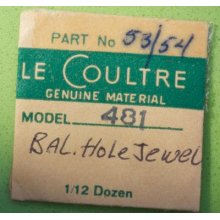 PART No 53/54
LE COULTRE
GENUINE MATERIAL
MODEL 481
BAL. Hole Jewel
1/12 Dozen